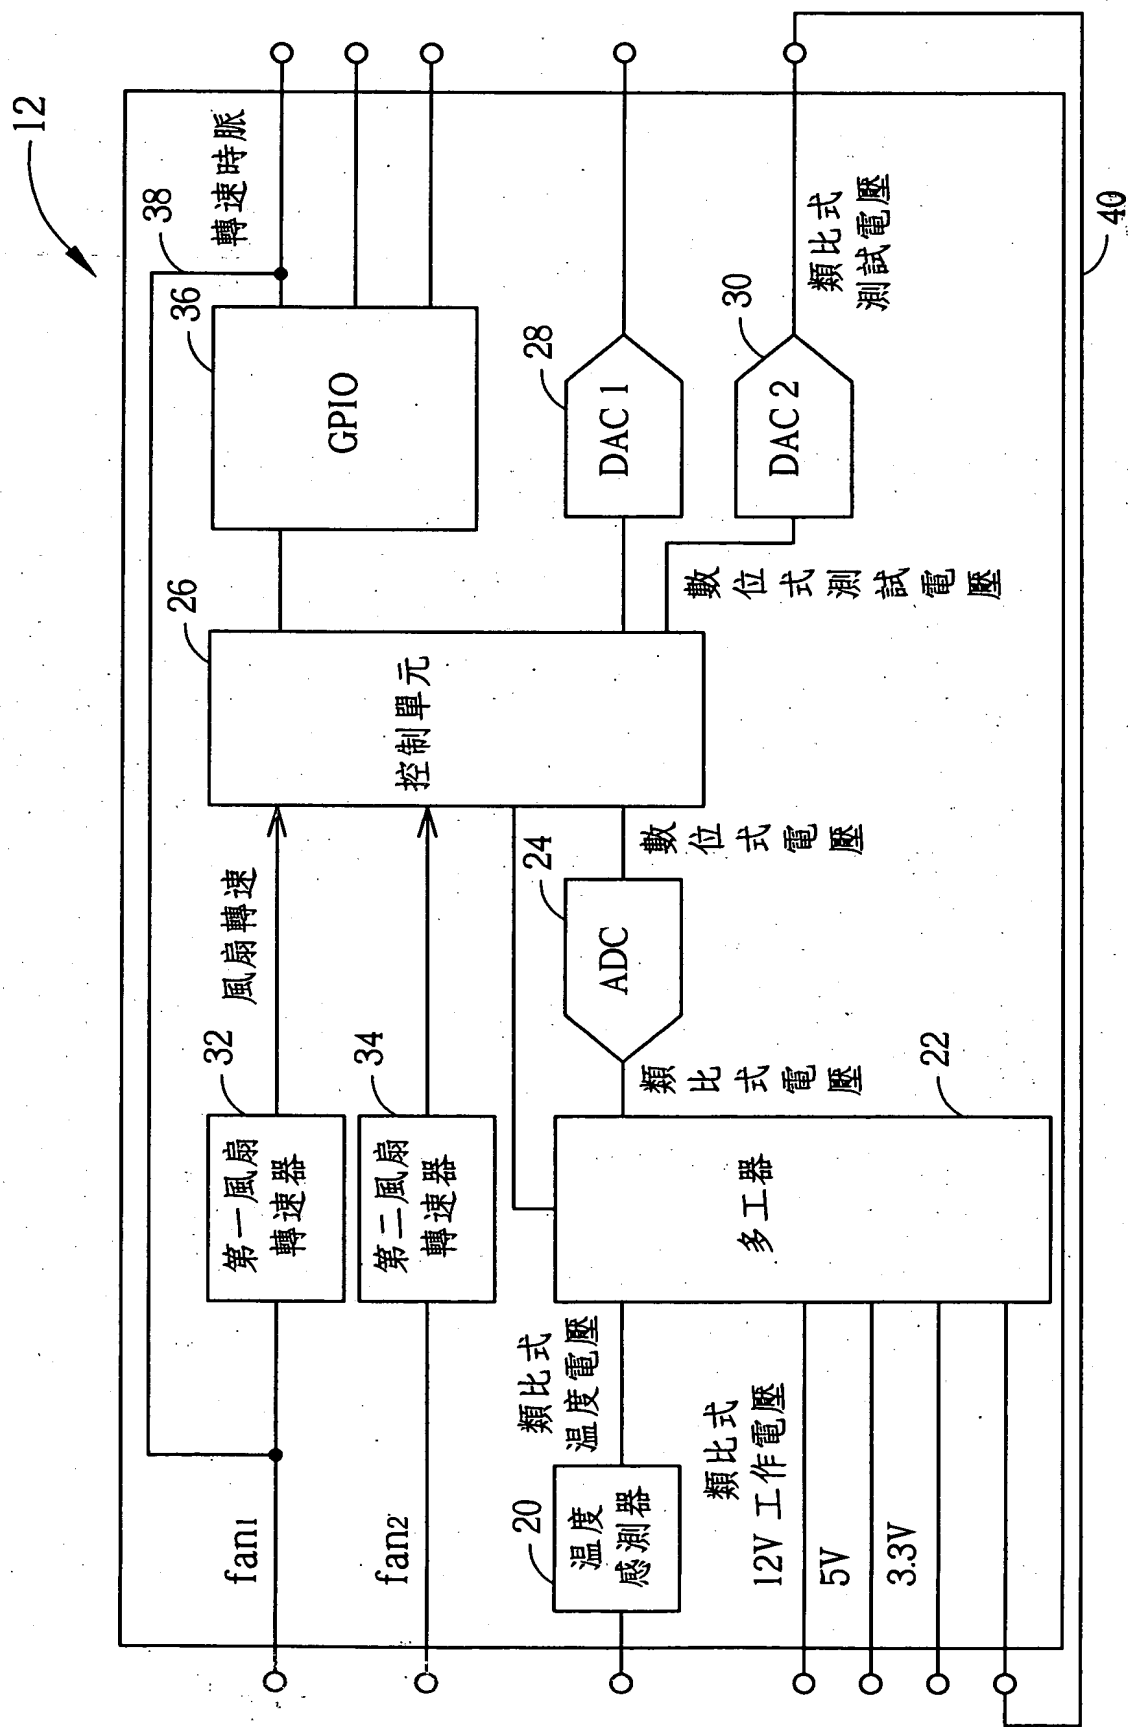 12
40
38
轉速時脈
36
GPIO
28
DAC 1
30
DAC 2
類比式
測試電壓
26
控制單元
數位式測試電壓
風扇轉速
24
ADC
數位式電壓
32
第一風扇
轉速器
34
第二風扇
轉速器
類比式電壓
22
多工器
fan1
fan2
類比式
溫度電壓
20
溫度
感測器
類比式
12V 工作電壓
5V
3.3V